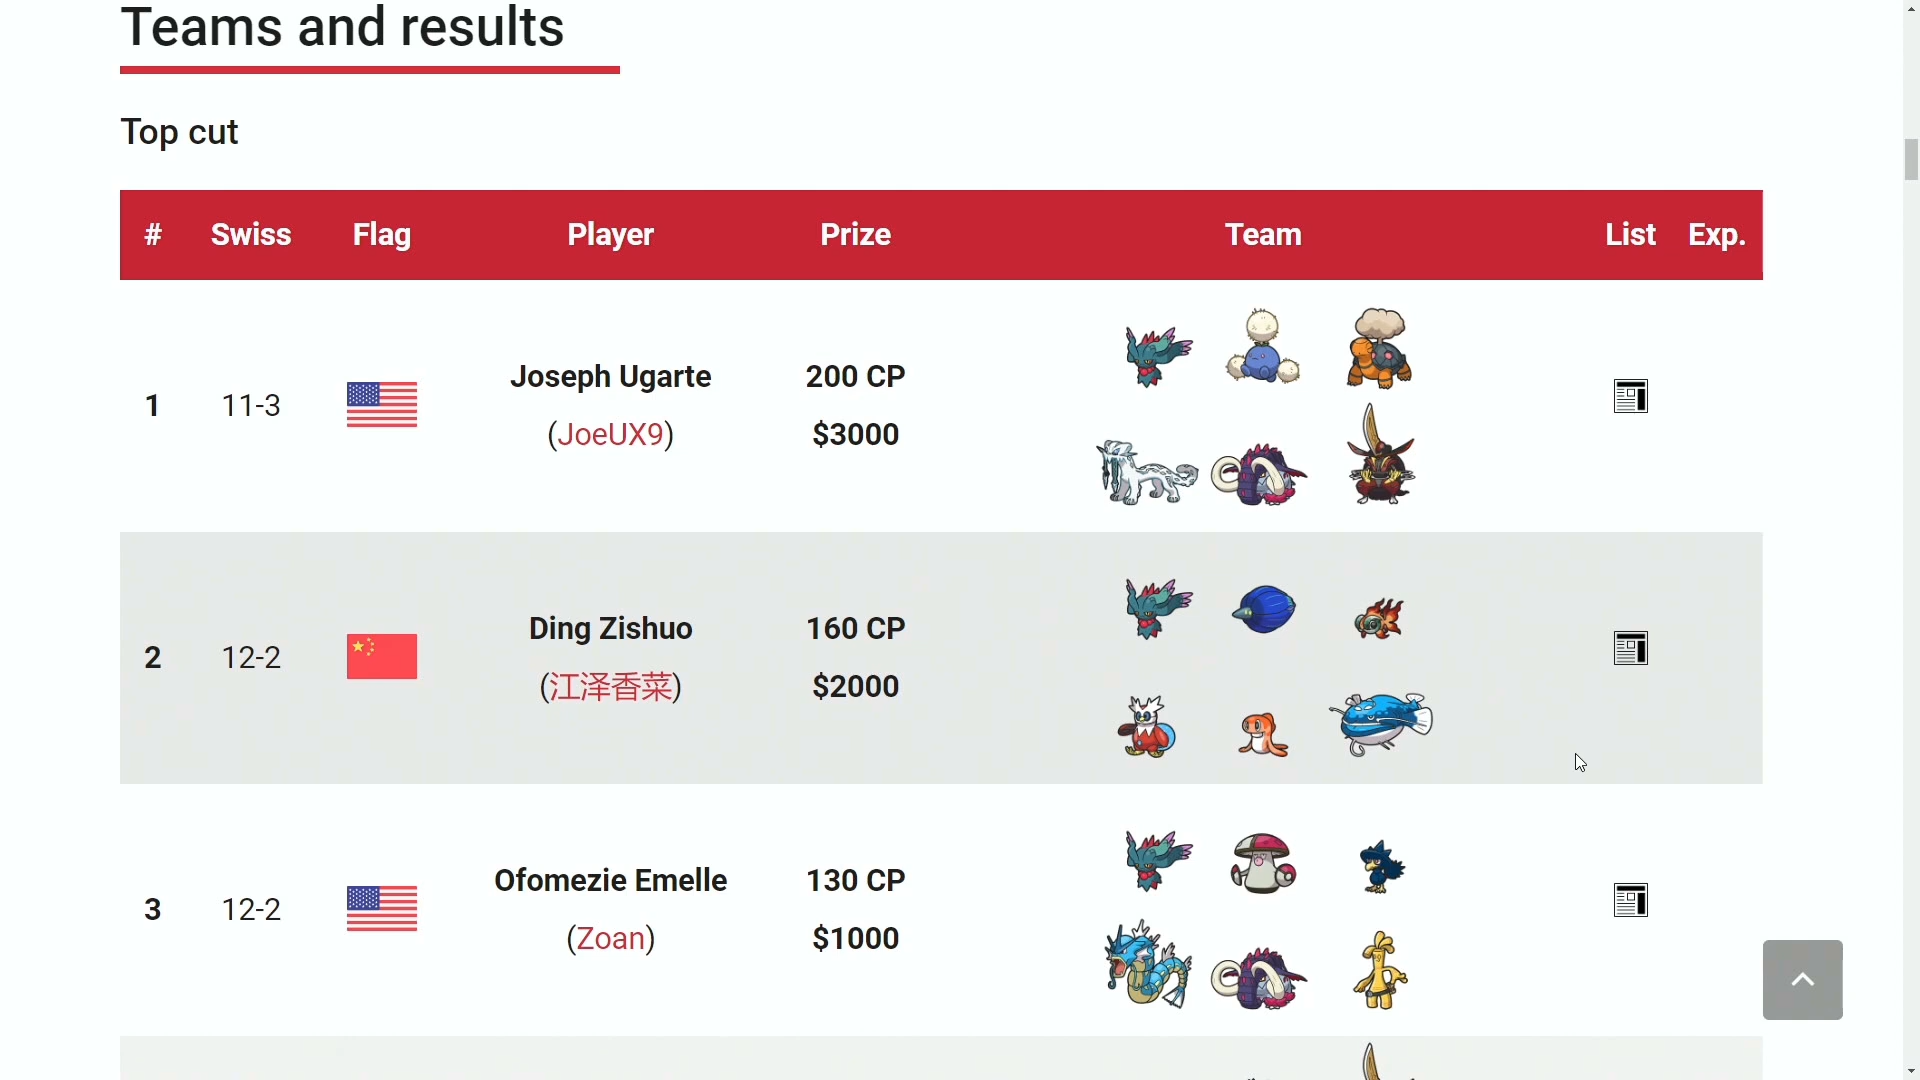 Teams and results
Top cut
# Swiss Flag Player Prize Team List Exp.
1 11-3 Joseph Ugarte 200 CP
(JoeUX9) $3000
2 12-2 Ding Zishuo 160 CP
(江泽香菜) $2000
3 12-2 Ofomezie Emelle 130 CP
(Zoan) $1000